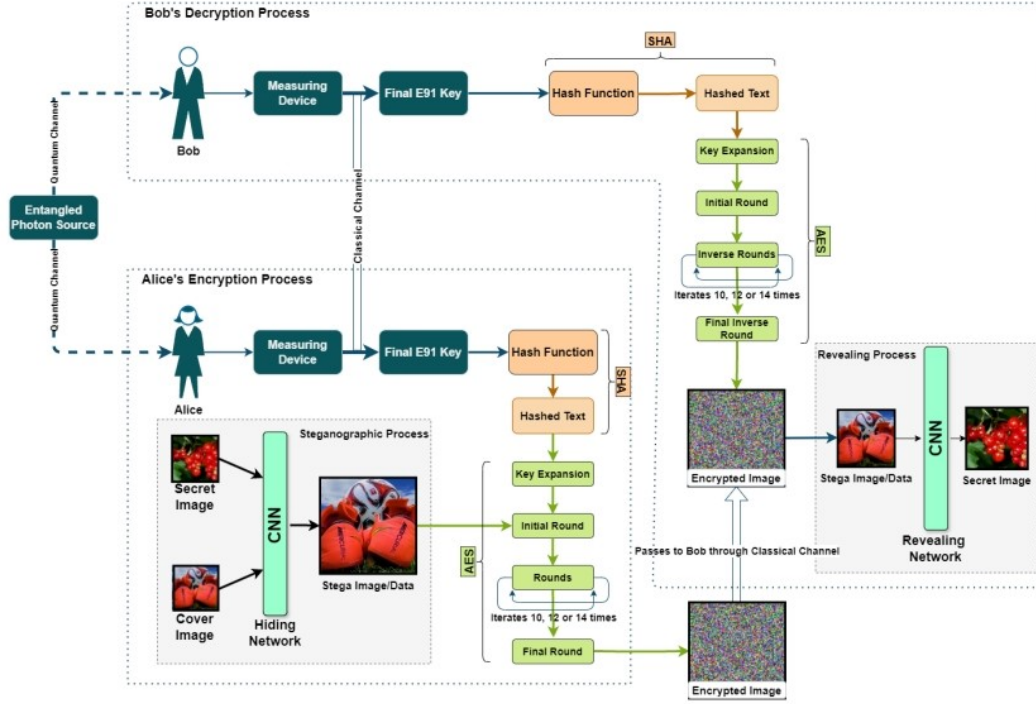 Bob's Decryption Process
SHA
Measuring
Device
Final E91 Key
Hash Function
Hashed Text
Bob
Quantum Channel
Key Expansion
Entangled
Photon Source
Initial Round
Classical Channel
AES
Inverse Rounds
Quantum Channel
Iterates 10, 12 or 14 times
Alice's Encryption Process
Final Inverse
Round
Measuring
Device
Final E91 Key
Hash Function
SHA
Revealing Process
Alice
Hashed Text
Steganographic Process
CNN
Secret
Image
CNN
Key Expansion
Encrypted Image
Stega Image/Data
Secret Image
Initial Round
Revealing
Network
Passes to Bob through Classical Channel
AES
Rounds
Stega Image/Data
Cover
Image
Hiding
Network
Iterates 10, 12 or 14 times
Final Round
Encrypted Image